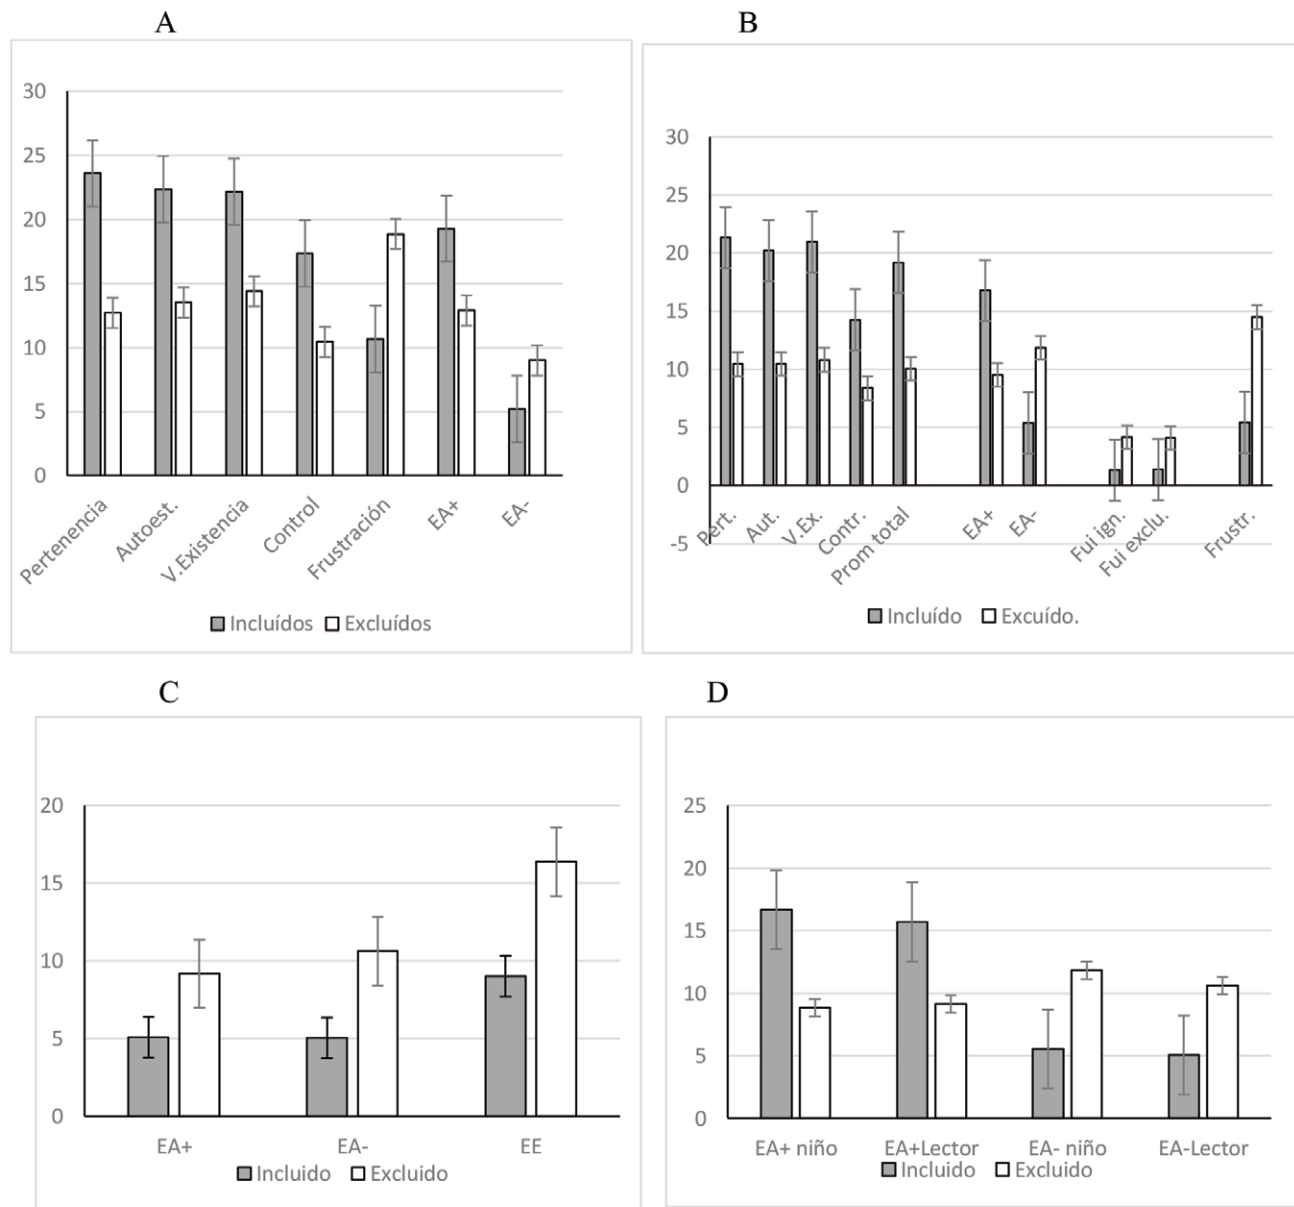 A
30
25
20
15
10
5
0
Pertenencia
Autoest.
V.Existencia
Control
Frustración
EA+
EA-
Incluídos Excluídos
B
30
25
20
15
10
5
0
-5
Pert.
Aut.
V.Ex.
Contr.
Prom total
EA+
EA-
Fui ign.
Fui exclu.
Frustr.
Incluído Excuído.
C
20
15
10
5
0
EA+ EA- EE
Incluido Excluido
D
25
20
15
10
5
0
EA+ niño EA+Lector EA- niño EA-Lector
Incluido Excluido